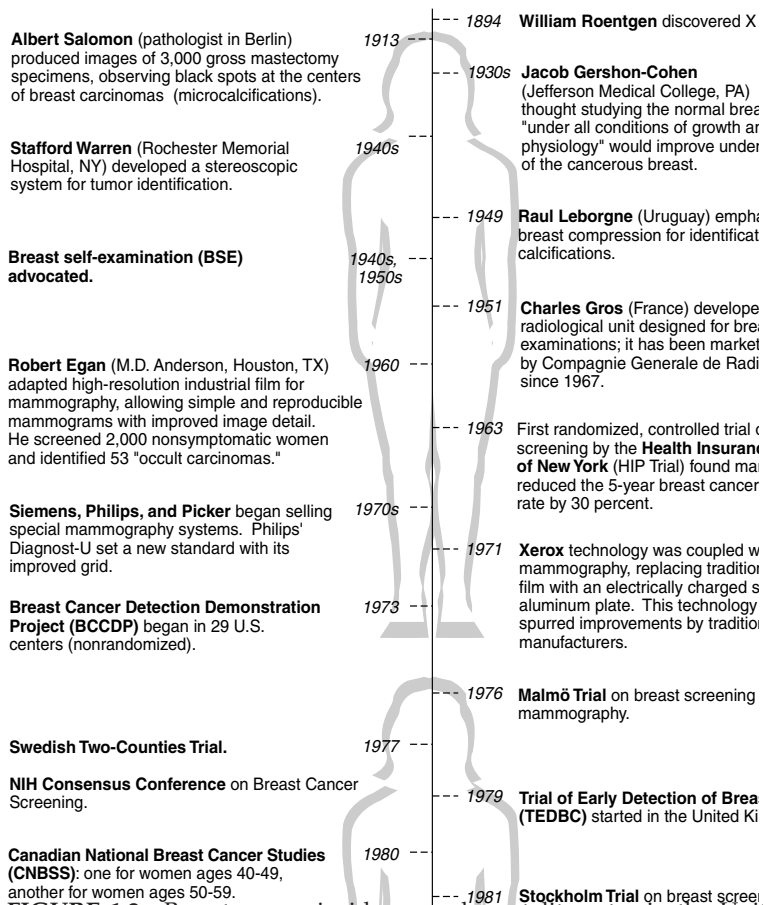 1894 William Roentgen discovered X
Albert Salomon (pathologist in Berlin) 1913
produced images of 3,000 gross mastectomy
specimens, observing black spots at the centers
of breast carcinomas (microcalcifications).
1930s Jacob Gershon-Cohen
(Jefferson Medical College, PA)
thought studying the normal brea
"under all conditions of growth an
physiology" would improve under
of the cancerous breast.
Stafford Warren (Rochester Memorial 1940s
Hospital, NY) developed a stereoscopic
system for tumor identification.
1949 Raul Leborgne (Uruguay) empha
breast compression for identificat
calcifications.
Breast self-examination (BSE) 1940s,
advocated. 1950s
1951 Charles Gros (France) develope
radiological unit designed for brea
examinations; it has been market
by Compagnie Generale de Radi
since 1967.
Robert Egan (M.D. Anderson, Houston, TX) 1960
adapted high-resolution industrial film for
mammography, allowing simple and reproducible
mammograms with improved image detail.
He screened 2,000 nonsymptomatic women
and identified 53 "occult carcinomas."
1963 First randomized, controlled trial o
screening by the Health Insuranc
of New York (HIP Trial) found mam
reduced the 5-year breast cancer
rate by 30 percent.
Siemens, Philips, and Picker began selling 1970s
special mammography systems. Philips'
Diagnost-U set a new standard with its
improved grid.
1971 Xerox technology was coupled w
mammography, replacing tradition
film with an electrically charged s
aluminum plate. This technology
spurred improvements by tradition
manufacturers.
Breast Cancer Detection Demonstration 1973
Project (BCCDP) began in 29 U.S.
centers (nonrandomized).
1976 Malmö Trial on breast screening
mammography.
Swedish Two-Counties Trial. 1977
NIH Consensus Conference on Breast Cancer
Screening.
1979 Trial of Early Detection of Breas
(TEDBC) started in the United Ki
Canadian National Breast Cancer Studies 1980
(CNBSS): one for women ages 40-49,
another for women ages 50-59.
1981 Stockholm Trial on breast screen